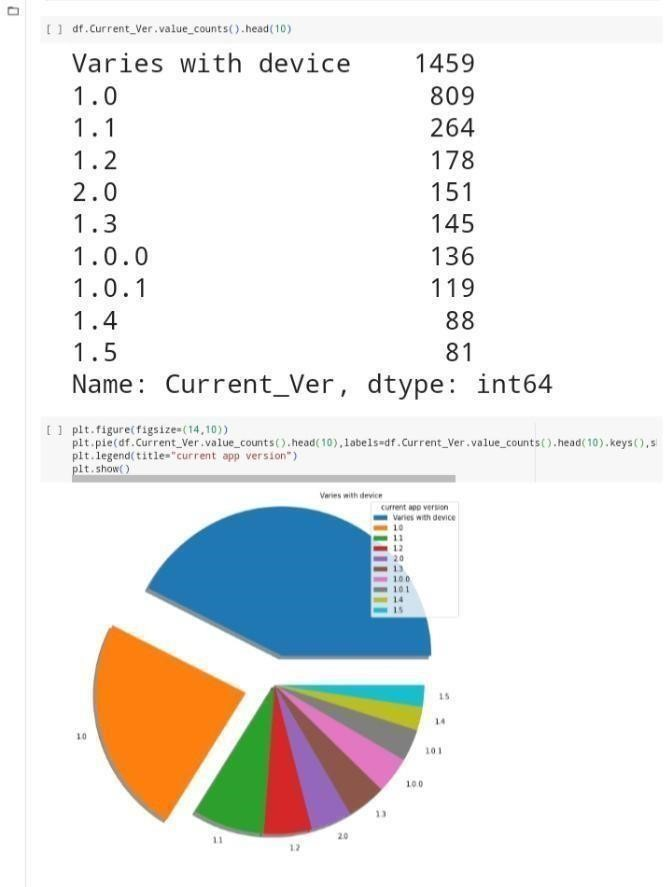 [ ] df.Current_Ver.value_counts().head(10)
Varies with device 1459
1.0 809
1.1 264
1.2 178
2.0 151
1.3 145
1.0.0 136
1.0.1 119
1.4 88
1.5 81
Name: Current_Ver, dtype: int64
[ ] plt.figure(figsize=(14,10))
plt.pie(df.Current_Ver.value_counts().head(10),labels=df.Current_Ver.value_counts().head(10).keys(),s
plt.legend(title="current app version")
plt.show()
Varies with device
current app version
Varies with device
1.0
1.1
1.2
2.0
1.3
1.0.0
1.0.1
1.4
1.5
1.5
1.4
1.0.1
1.0.0
1.3
2.0
1.2
1.1
1.0